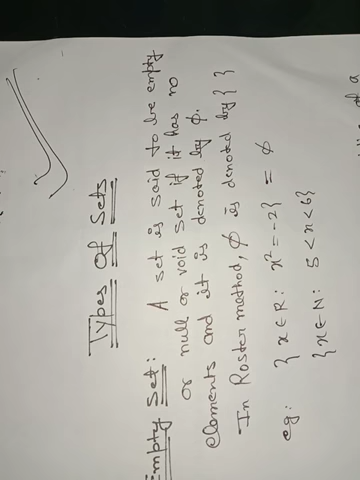 Types of Sets
Empty Set: A set is said to be empty
or null or void set if it has no
elements and it is denoted by ϕ.
In Roster method, ϕ is denoted by { }
eg: { x ∈ R : x² = -2 } = ϕ
{ x ∈ N : 5 < x < 6 }